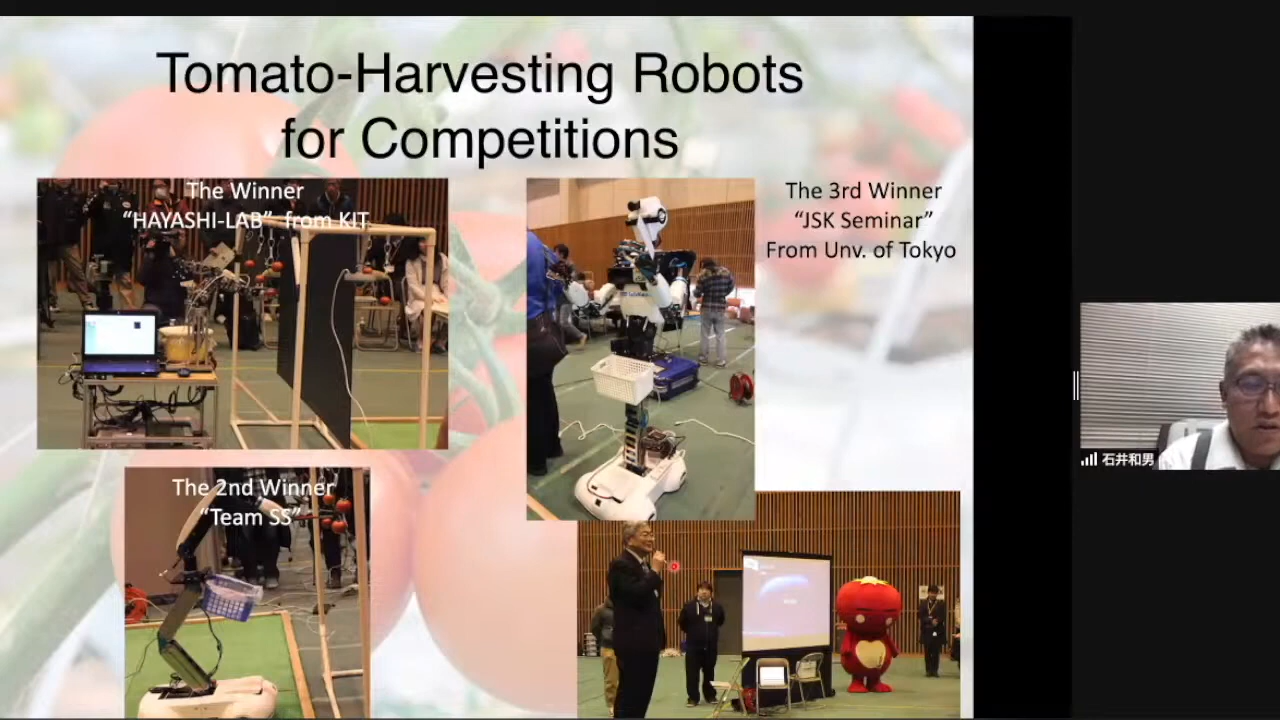 Tomato-Harvesting Robots
for Competitions
The Winner
“HAYASHI-LAB” from KIT
The 3rd Winner
“JSK Seminar”
From Unv. of Tokyo
The 2nd Winner
“Team SS”
石井和男